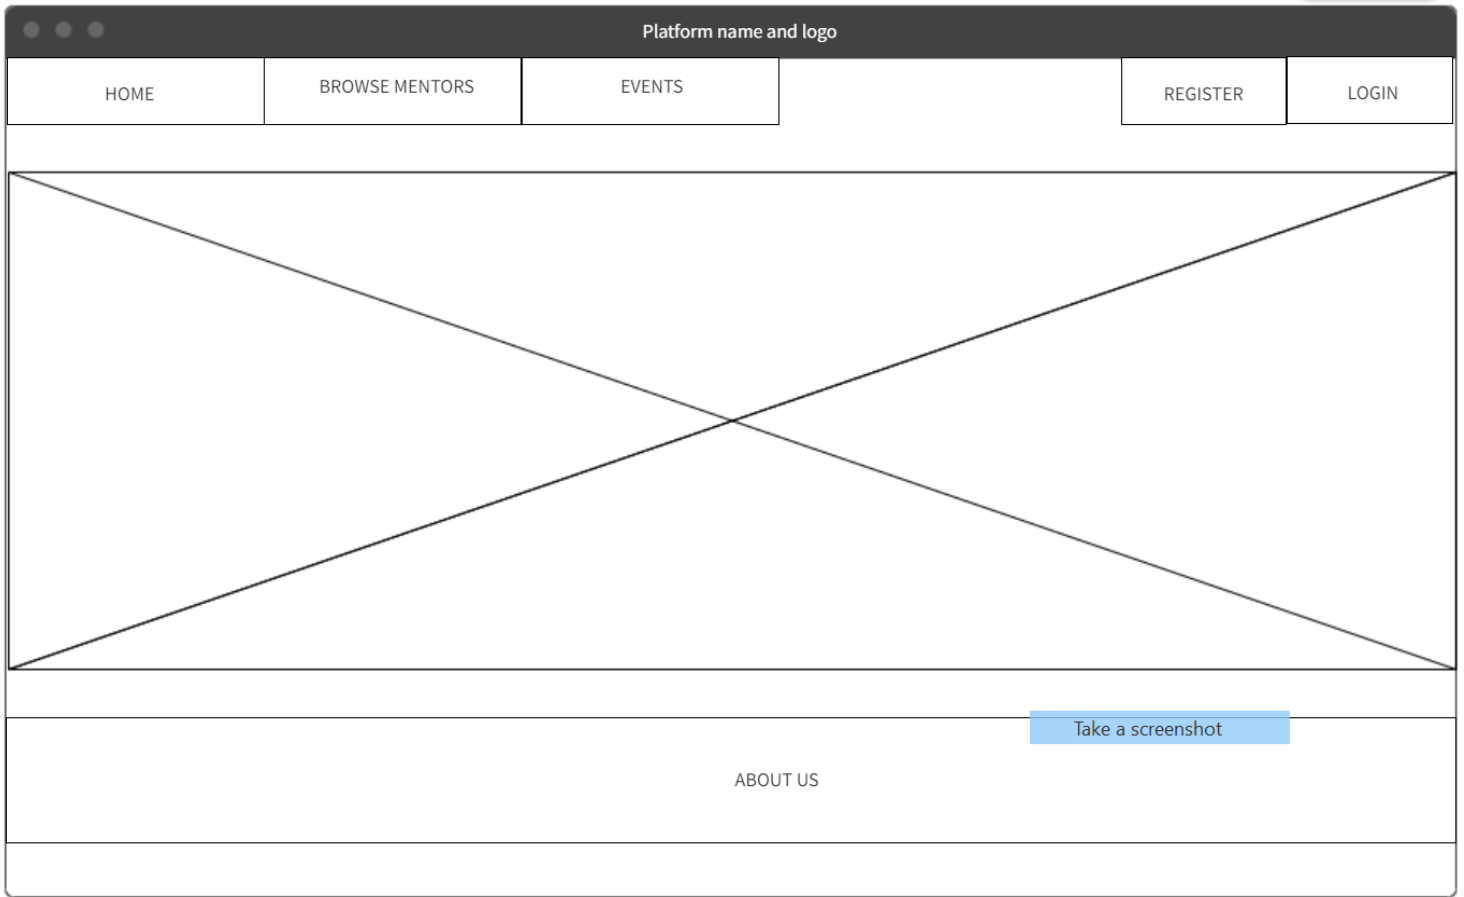 Platform name and logo
HOME
BROWSE MENTORS
EVENTS
REGISTER
LOGIN
Take a screenshot
ABOUT US